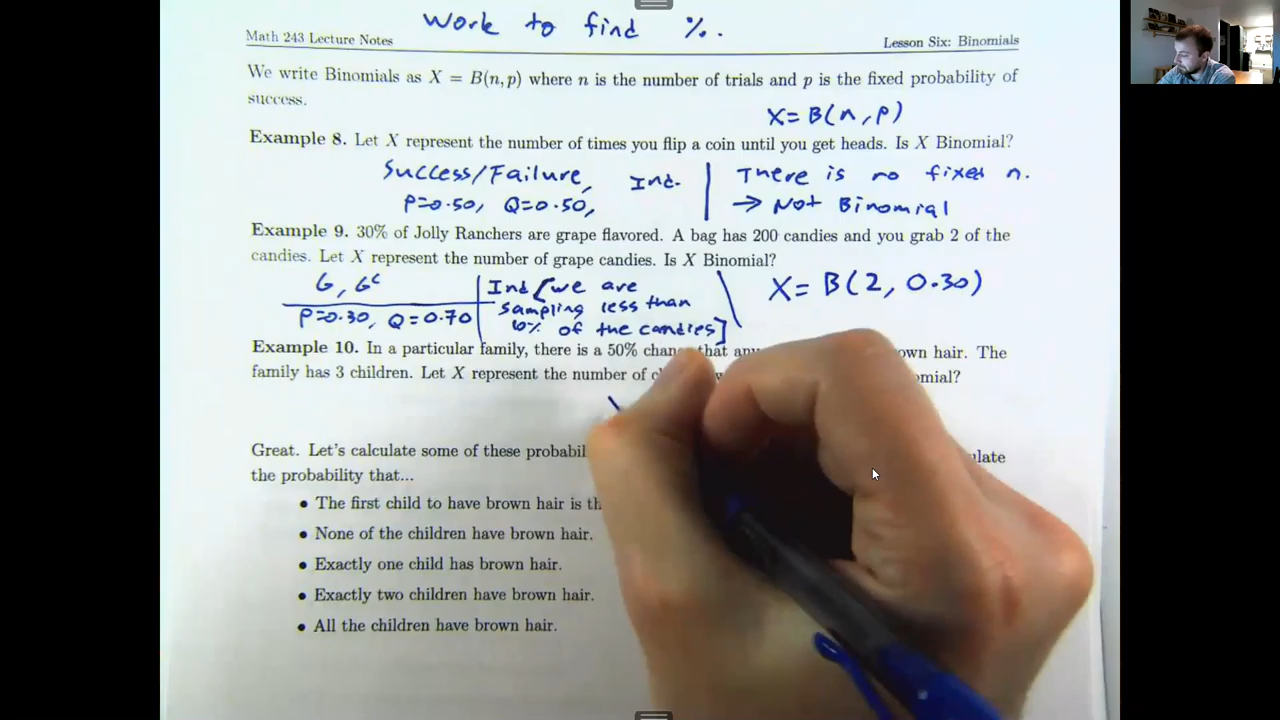 work to find %.
Math 243 Lecture Notes
Lesson Six: Binomials
We write Binomials as X = B(n, p) where n is the number of trials and p is the fixed probability of
success.
X = B(n, p)
Example 8. Let X represent the number of times you flip a coin until you get heads. Is X Binomial?
Success/Failure, Ind. | There is no fixed n.
P=0.50, Q=0.50, → Not Binomial
Example 9. 30% of Jolly Ranchers are grape flavored. A bag has 200 candies and you grab 2 of the
candies. Let X represent the number of grape candies. Is X Binomial?
G, Gᶜ
P=0.30, Q=0.70
Ind [we are
sampling less than
10% of the candies]
X = B(2, 0.30)
Example 10. In a particular family, there is a 50% chance that own hair. The
family has 3 children. Let X represent the number of
Great. Let's calculate some of these
the probability that...
• The first child to have brown hair is
• None of the children have brown hair.
• Exactly one child has brown hair.
• Exactly two children have brown hair.
• All the children have brown hair.